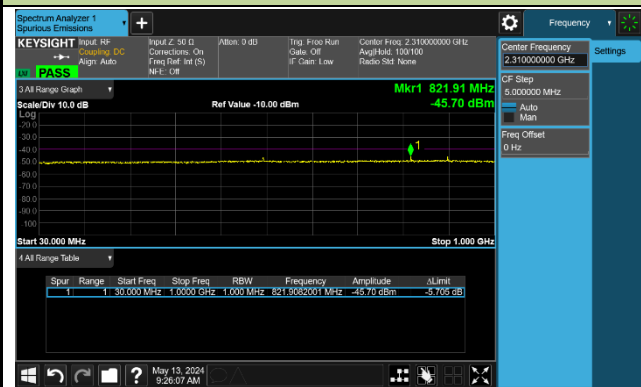 Spectrum Analyzer 1
Spurious Emissions
Frequency
KEYSIGHT
Input: RF
Coupling: DC
Align: Auto
Input Z: 50 Ω
Corrections: On
Freq Ref: Int (S)
NFE: Off
Atten: 0 dB
Trig: Free Run
Gate: Off
IF Gain: Low
Center Freq: 2.310000000 GHz
Avg|Hold: 100/100
Radio Std: None
PASS
Center Frequency
2.310000000 GHz
Settings
CF Step
5.000000 MHz
Auto
Man
Freq Offset
0 Hz
3 All Range Graph
Mkr1 821.91 MHz
-45.70 dBm
Scale/Div 10.0 dB
Ref Value -10.00 dBm
Log
-20.0
-30.0
-40.0
-50.0
-60.0
-70.0
-80.0
-90.0
-100
1
Start 30.000 MHz
Stop 1.000 GHz
4 All Range Table
Spur Range Start Freq Stop Freq RBW Frequency Amplitude ΔLimit
1 1 30.000 MHz 1.0000 GHz 1.000 MHz 821.9082001 MHz -45.70 dBm -5.705 dB
?
May 13, 2024
9:26:07 AM